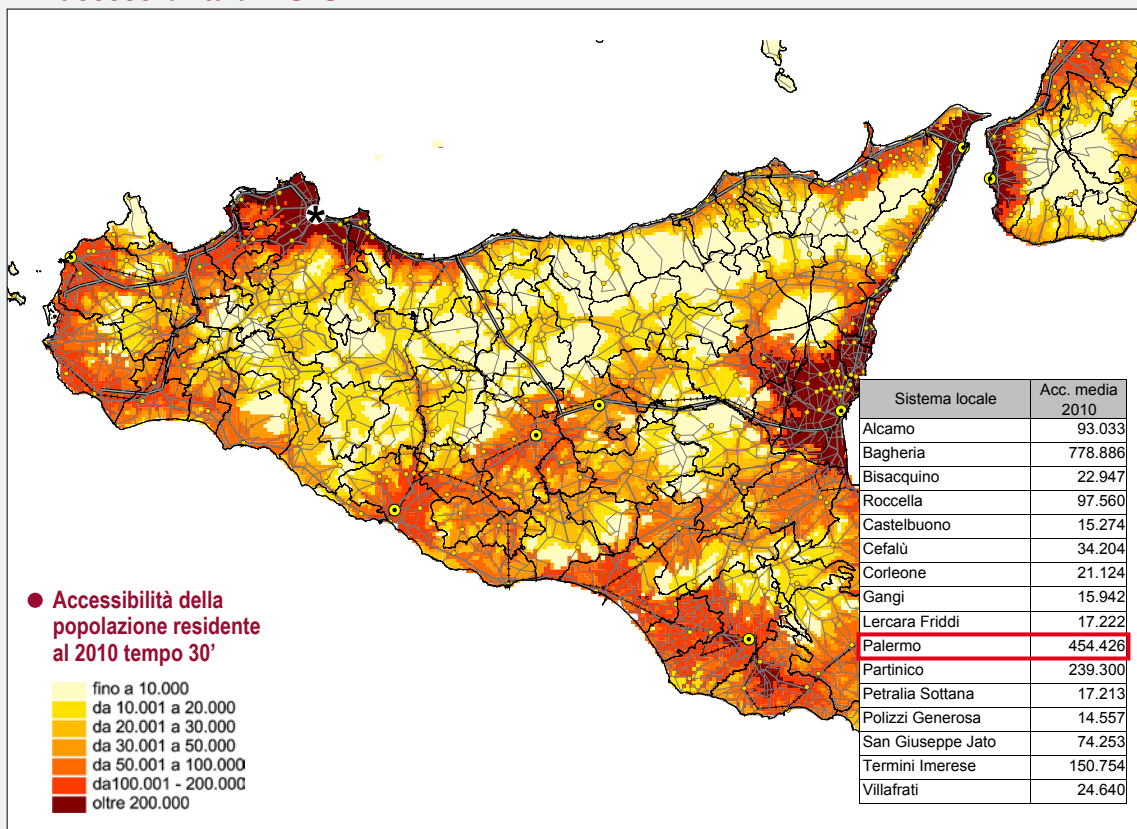 Sistema locale Acc. media 2010
Alcamo 93.033
Bagheria 778.886
Bisacquino 22.947
Roccella 97.560
Castelbuono 15.274
Cefalù 34.204
Corleone 21.124
Gangi 15.942
Lercara Friddi 17.222
Palermo 454.426
Partinico 239.300
Petralia Sottana 17.213
Polizzi Generosa 14.557
San Giuseppe Jato 74.253
Termini Imerese 150.754
Villafrati 24.640
Accessibilità della
popolazione residente
al 2010 tempo 30’
fino a 10.000
da 10.001 a 20.000
da 20.001 a 30.000
da 30.001 a 50.000
da 50.001 a 100.000
da100.001 - 200.000
oltre 200.000